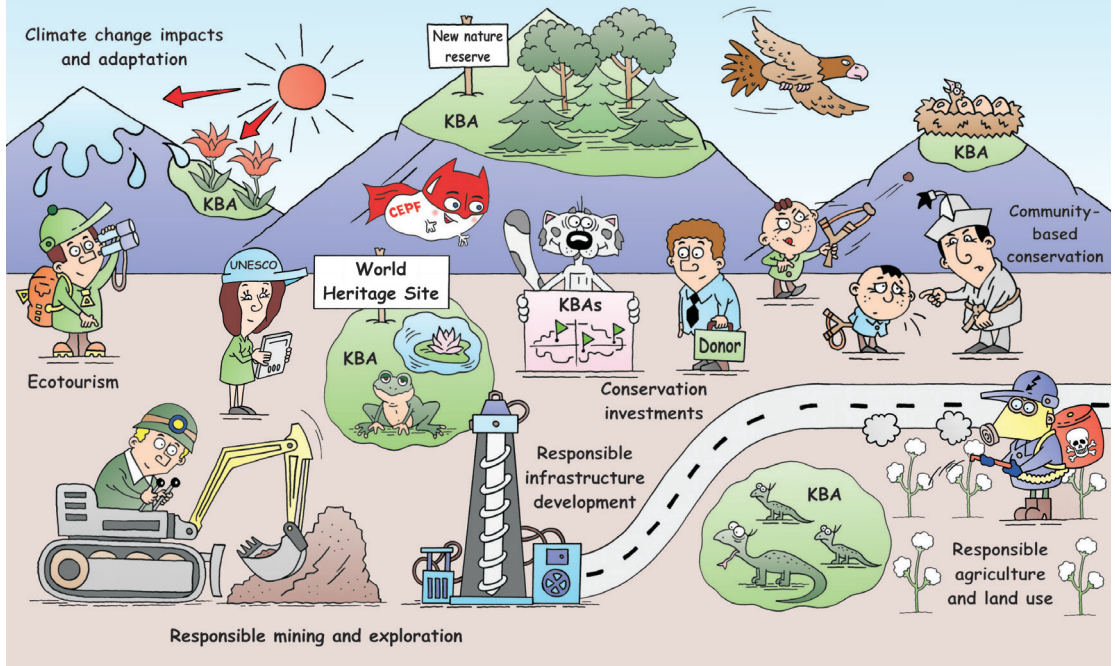 Climate change impacts
and adaptation
New nature
reserve
KBA
KBA
KBA
CEPF
UNESCO
World
Heritage Site
KBA
KBAs
Donor
Community-
based
conservation
Ecotourism
Conservation
investments
Responsible
infrastructure
development
KBA
Responsible
agriculture
and land use
Responsible mining and exploration